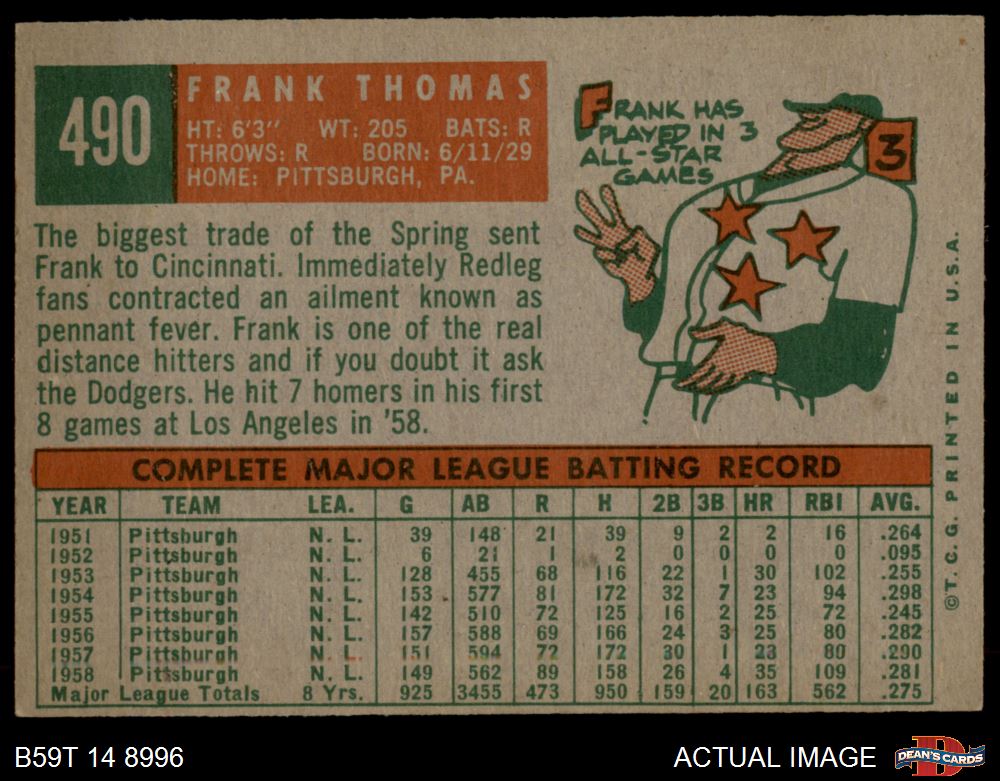 490
FRANK THOMAS
HT: 6'3" WT: 205 BATS: R
THROWS: R BORN: 6/11/29
HOME: PITTSBURGH, PA.
The biggest trade of the Spring sent
Frank to Cincinnati. Immediately Redleg
fans contracted an ailment known as
pennant fever. Frank is one of the real
distance hitters and if you doubt it ask
the Dodgers. He hit 7 homers in his first
8 games at Los Angeles in '58.
FRANK HAS
PLAYED IN 3
ALL-STAR
GAMES
3
COMPLETE MAJOR LEAGUE BATTING RECORD
YEAR TEAM LEA. G AB R H 2B 3B HR RBI AVG.
1951 Pittsburgh N. L. 39 148 21 39 9 2 2 16 .264
1952 Pittsburgh N. L. 6 21 1 2 0 0 0 0 .095
1953 Pittsburgh N. L. 128 455 68 116 22 1 30 102 .255
1954 Pittsburgh N. L. 153 577 81 172 32 7 23 94 .298
1955 Pittsburgh N. L. 142 510 72 125 16 2 25 72 .245
1956 Pittsburgh N. L. 157 588 69 166 24 3 25 80 .282
1957 Pittsburgh N. L. 151 594 72 172 30 1 23 80 .290
1958 Pittsburgh N. L. 149 562 89 158 26 4 35 109 .281
Major League Totals 8 Yrs. 925 3455 473 950 159 20 163 562 .275
© T. C. G. PRINTED IN U.S.A.
B59T 14 8996
ACTUAL IMAGE
D
DEAN'S CARDS